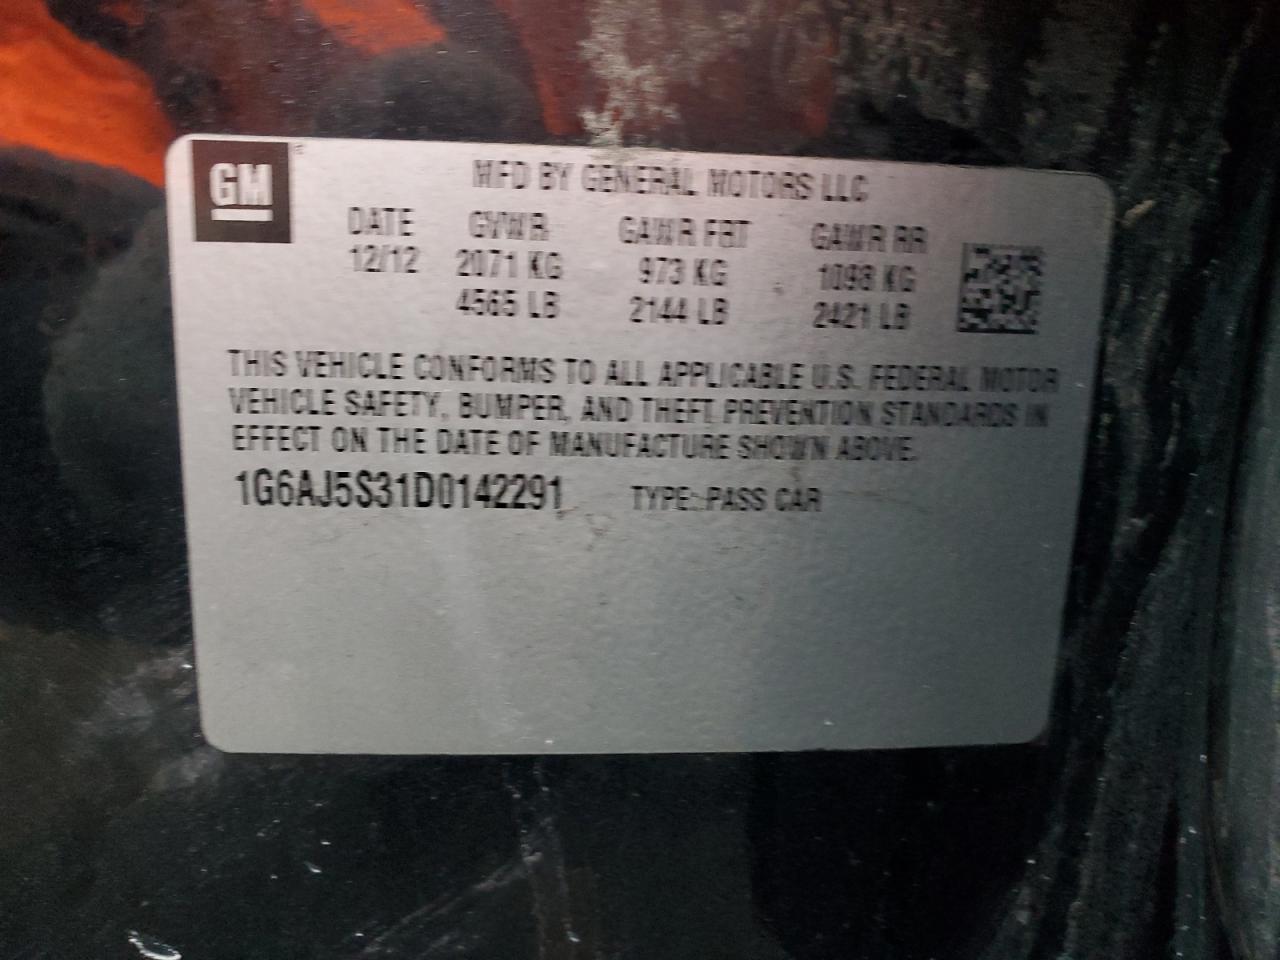 GM
MFD BY GENERAL MOTORS LLC
DATE GVWR GAWR FRT GAWR RR
12/12 2071 KG 973 KG 1098 KG
4565 LB 2144 LB 2421 LB
THIS VEHICLE CONFORMS TO ALL APPLICABLE U.S. FEDERAL MOTOR
VEHICLE SAFETY, BUMPER, AND THEFT PREVENTION STANDARDS IN
EFFECT ON THE DATE OF MANUFACTURE SHOWN ABOVE.
1G6AJ5S31D0142291 TYPE: PASS CAR